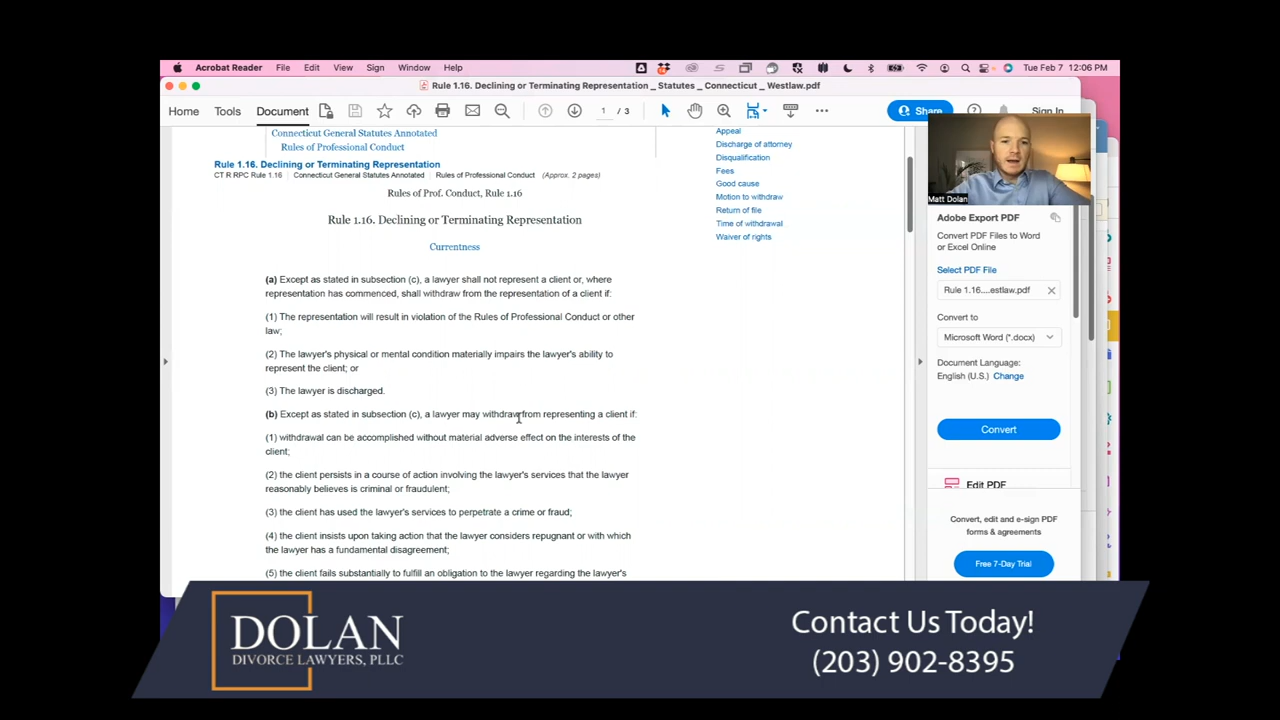 Acrobat Reader File Edit View Sign Window Help
Tue Feb 7 12:06 PM
Rule 1.16. Declining or Terminating Representation _ Statutes _ Connecticut _ Westlaw.pdf
Home Tools Document
1 / 3
Share
Sign In
Connecticut General Statutes Annotated
Rules of Professional Conduct
Rule 1.16. Declining or Terminating Representation
CT R RPC Rule 1.16 Connecticut General Statutes Annotated Rules of Professional Conduct (Approx. 2 pages)
Rules of Prof. Conduct, Rule 1.16
Rule 1.16. Declining or Terminating Representation
Currentness
(a) Except as stated in subsection (c), a lawyer shall not represent a client or, where
representation has commenced, shall withdraw from the representation of a client if:
(1) The representation will result in violation of the Rules of Professional Conduct or other
law;
(2) The lawyer's physical or mental condition materially impairs the lawyer's ability to
represent the client; or
(3) The lawyer is discharged.
(b) Except as stated in subsection (c), a lawyer may withdraw from representing a client if:
(1) withdrawal can be accomplished without material adverse effect on the interests of the
client;
(2) the client persists in a course of action involving the lawyer's services that the lawyer
reasonably believes is criminal or fraudulent;
(3) the client has used the lawyer's services to perpetrate a crime or fraud;
(4) the client insists upon taking action that the lawyer considers repugnant or with which
the lawyer has a fundamental disagreement;
(5) the client fails substantially to fulfill an obligation to the lawyer regarding the lawyer's
Appeal
Discharge of attorney
Disqualification
Fees
Good cause
Motion to withdraw
Return of file
Time of withdrawal
Waiver of rights
Matt Dolan
Adobe Export PDF
Convert PDF Files to Word
or Excel Online
Select PDF File
Rule 1.16....estlaw.pdf
Convert to
Microsoft Word (*.docx)
Document Language:
English (U.S.) Change
Convert
Edit PDF
Convert, edit and e-sign PDF
forms & agreements
Free 7-Day Trial
DOLAN
DIVORCE LAWYERS, PLLC
Contact Us Today!
(203) 902-8395